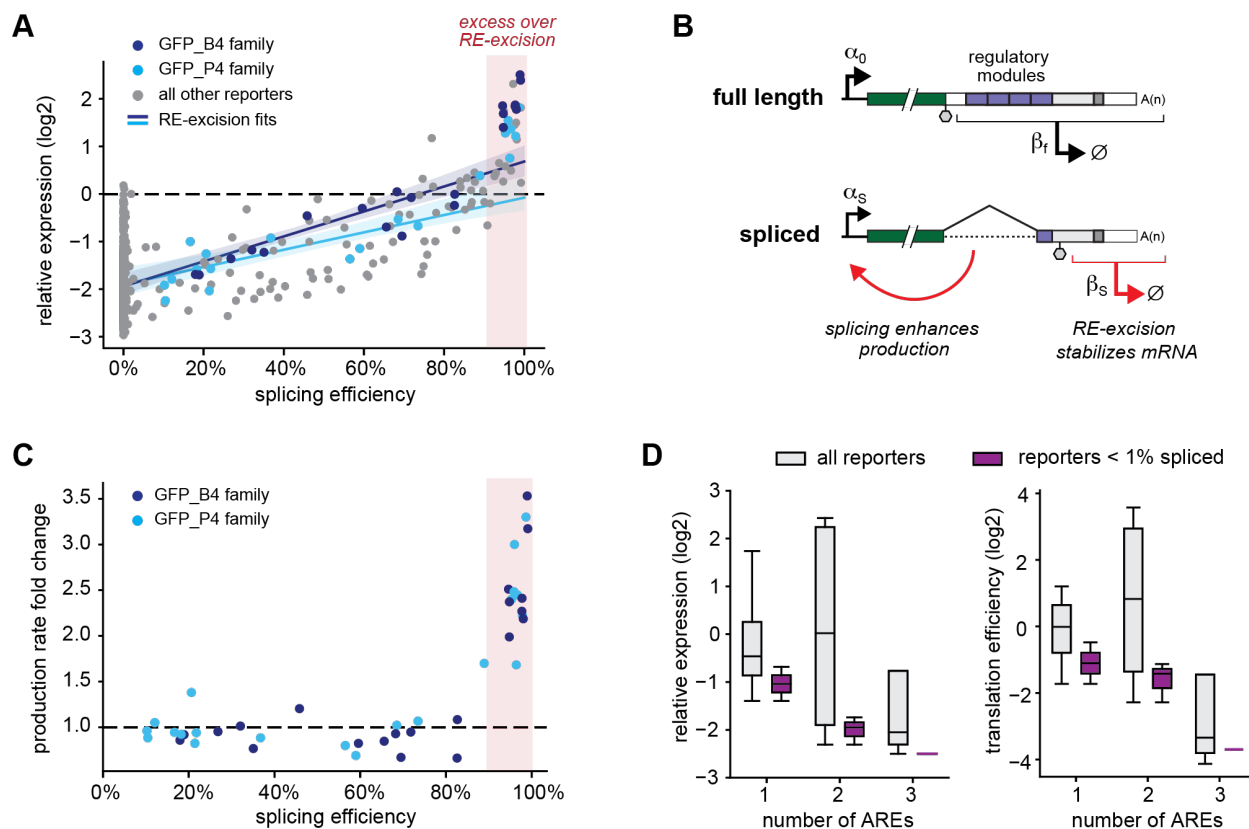 A
excess over
RE-excision
GFP_B4 family
GFP_P4 family
all other reporters
RE-excision fits
relative expression (log2)
2
1
0
−1
−2
−3
0%
20%
40%
60%
80%
100%
splicing efficiency
B
regulatory
modules
α0
full length
A(n)
βf
∅
αS
spliced
A(n)
βS
∅
splicing enhances
production
RE-excision
stabilizes mRNA
C
GFP_B4 family
GFP_P4 family
production rate fold change
3.5
3.0
2.5
2.0
1.5
1.0
0%
20%
40%
60%
80%
100%
splicing efficiency
D
all reporters
reporters < 1% spliced
relative expression (log2)
3
2
1
0
−1
−2
−3
1
2
3
number of AREs
translation efficiency (log2)
4
2
0
−2
−4
1
2
3
number of AREs